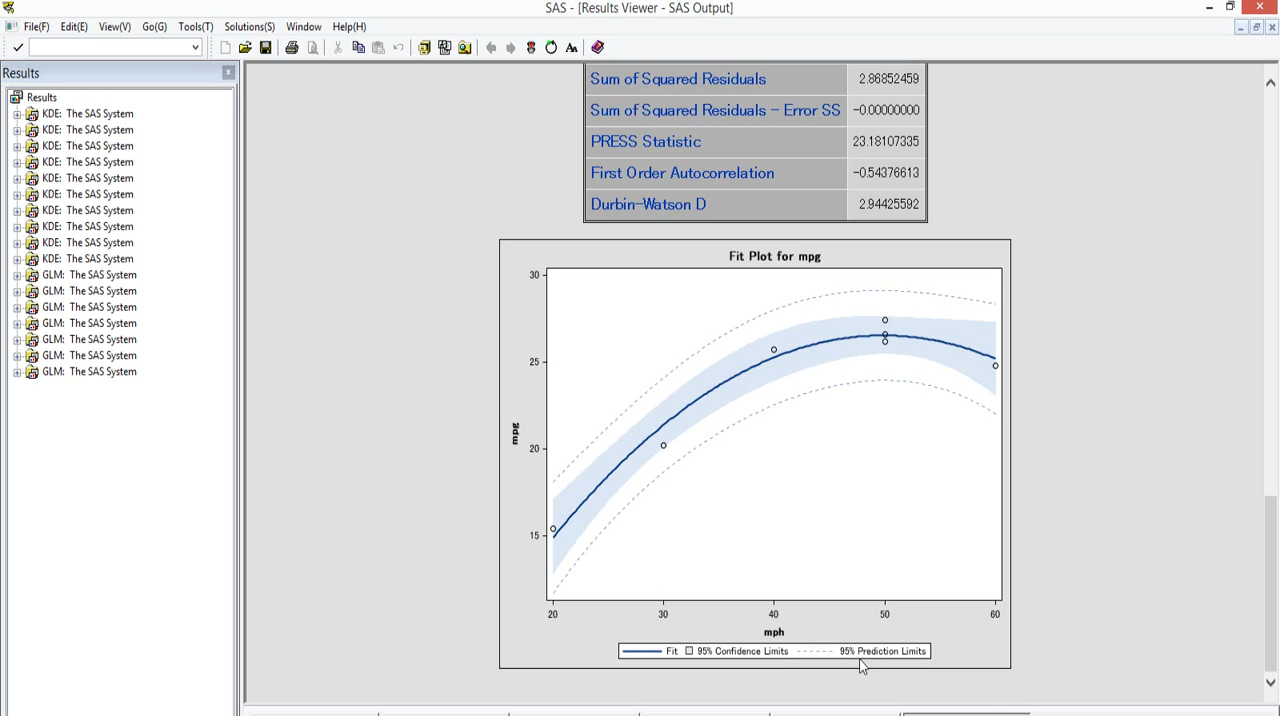 SAS - [Results Viewer - SAS Output]
File(F) Edit(E) View(V) Go(G) Tools(T) Solutions(S) Window Help(H)
Results
Results
KDE: The SAS System
KDE: The SAS System
KDE: The SAS System
KDE: The SAS System
KDE: The SAS System
KDE: The SAS System
KDE: The SAS System
KDE: The SAS System
KDE: The SAS System
KDE: The SAS System
GLM: The SAS System
GLM: The SAS System
GLM: The SAS System
GLM: The SAS System
GLM: The SAS System
GLM: The SAS System
GLM: The SAS System
Sum of Squared Residuals 2.86852459
Sum of Squared Residuals - Error SS -0.00000000
PRESS Statistic 23.18107335
First Order Autocorrelation -0.54376613
Durbin-Watson D 2.94425592
Fit Plot for mpg
30
25
20
15
mpg
20 30 40 50 60
mph
Fit 95% Confidence Limits 95% Prediction Limits